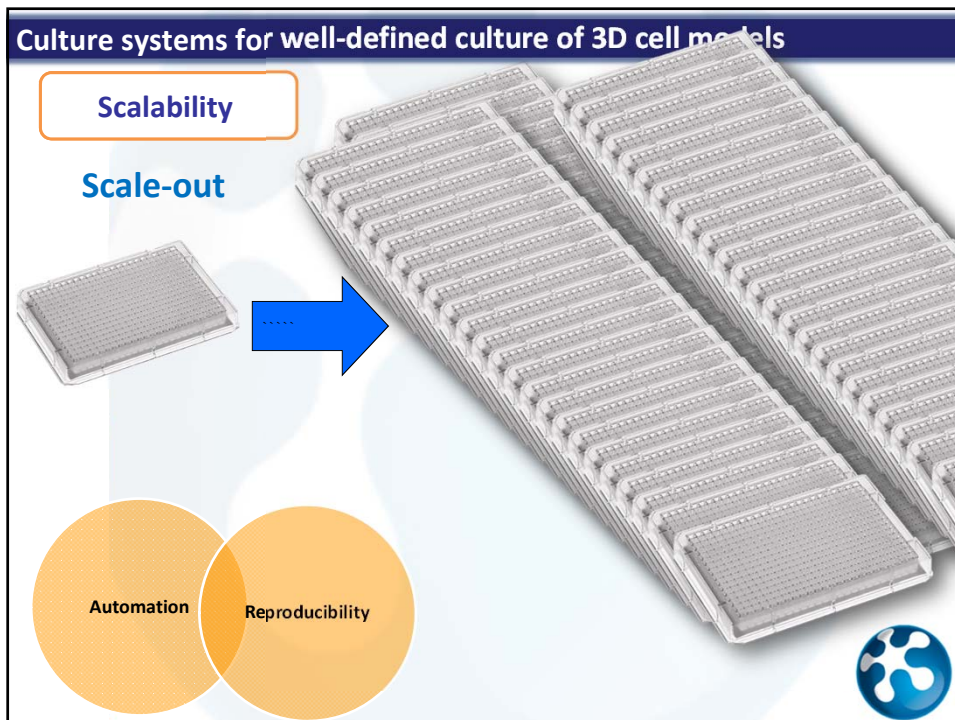 Culture systems for well-defined culture of 3D cell models
Scalability
Scale-out
Automation
Reproducibility